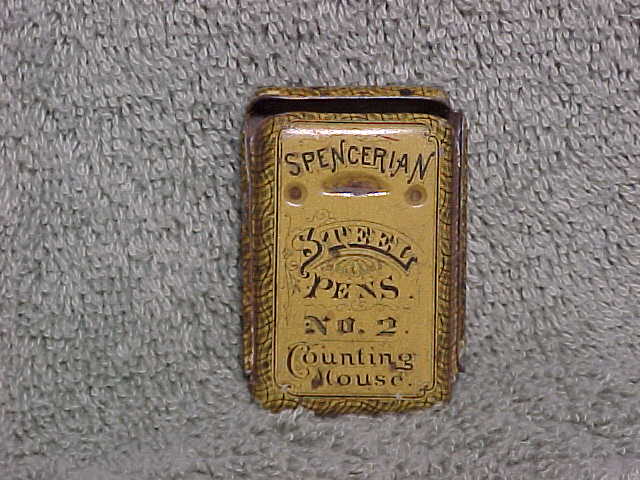 SPENCERIAN
STEEL
PENS.
NO. 2.
Counting
House.